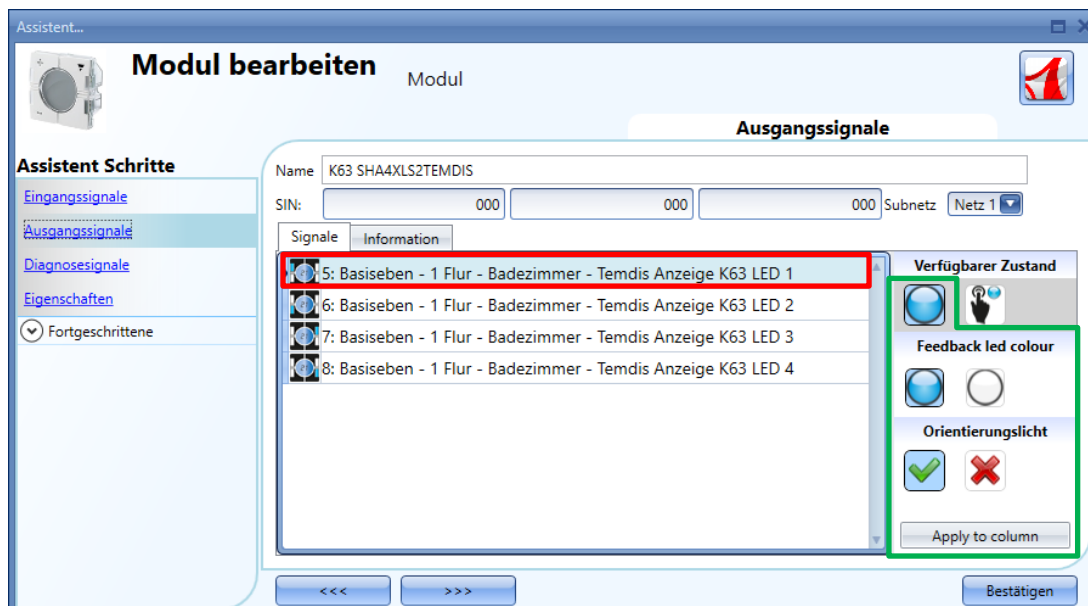 Assistent...
Modul bearbeiten
Modul
Ausgangssignale
Assistent Schritte
Eingangssignale
Ausgangssignale
Diagnosesignale
Eigenschaften
Fortgeschrittene
Name K63 SHA4XLS2TEMDIS
SIN: 000 000 000 Subnetz Netz 1
Signale Information
5: Basiseben - 1 Flur - Badezimmer - Temdis Anzeige K63 LED 1
6: Basiseben - 1 Flur - Badezimmer - Temdis Anzeige K63 LED 2
7: Basiseben - 1 Flur - Badezimmer - Temdis Anzeige K63 LED 3
8: Basiseben - 1 Flur - Badezimmer - Temdis Anzeige K63 LED 4
Verfügbarer Zustand
Feedback led colour
Orientierungslicht
Apply to column
<<< >>> Bestätigen